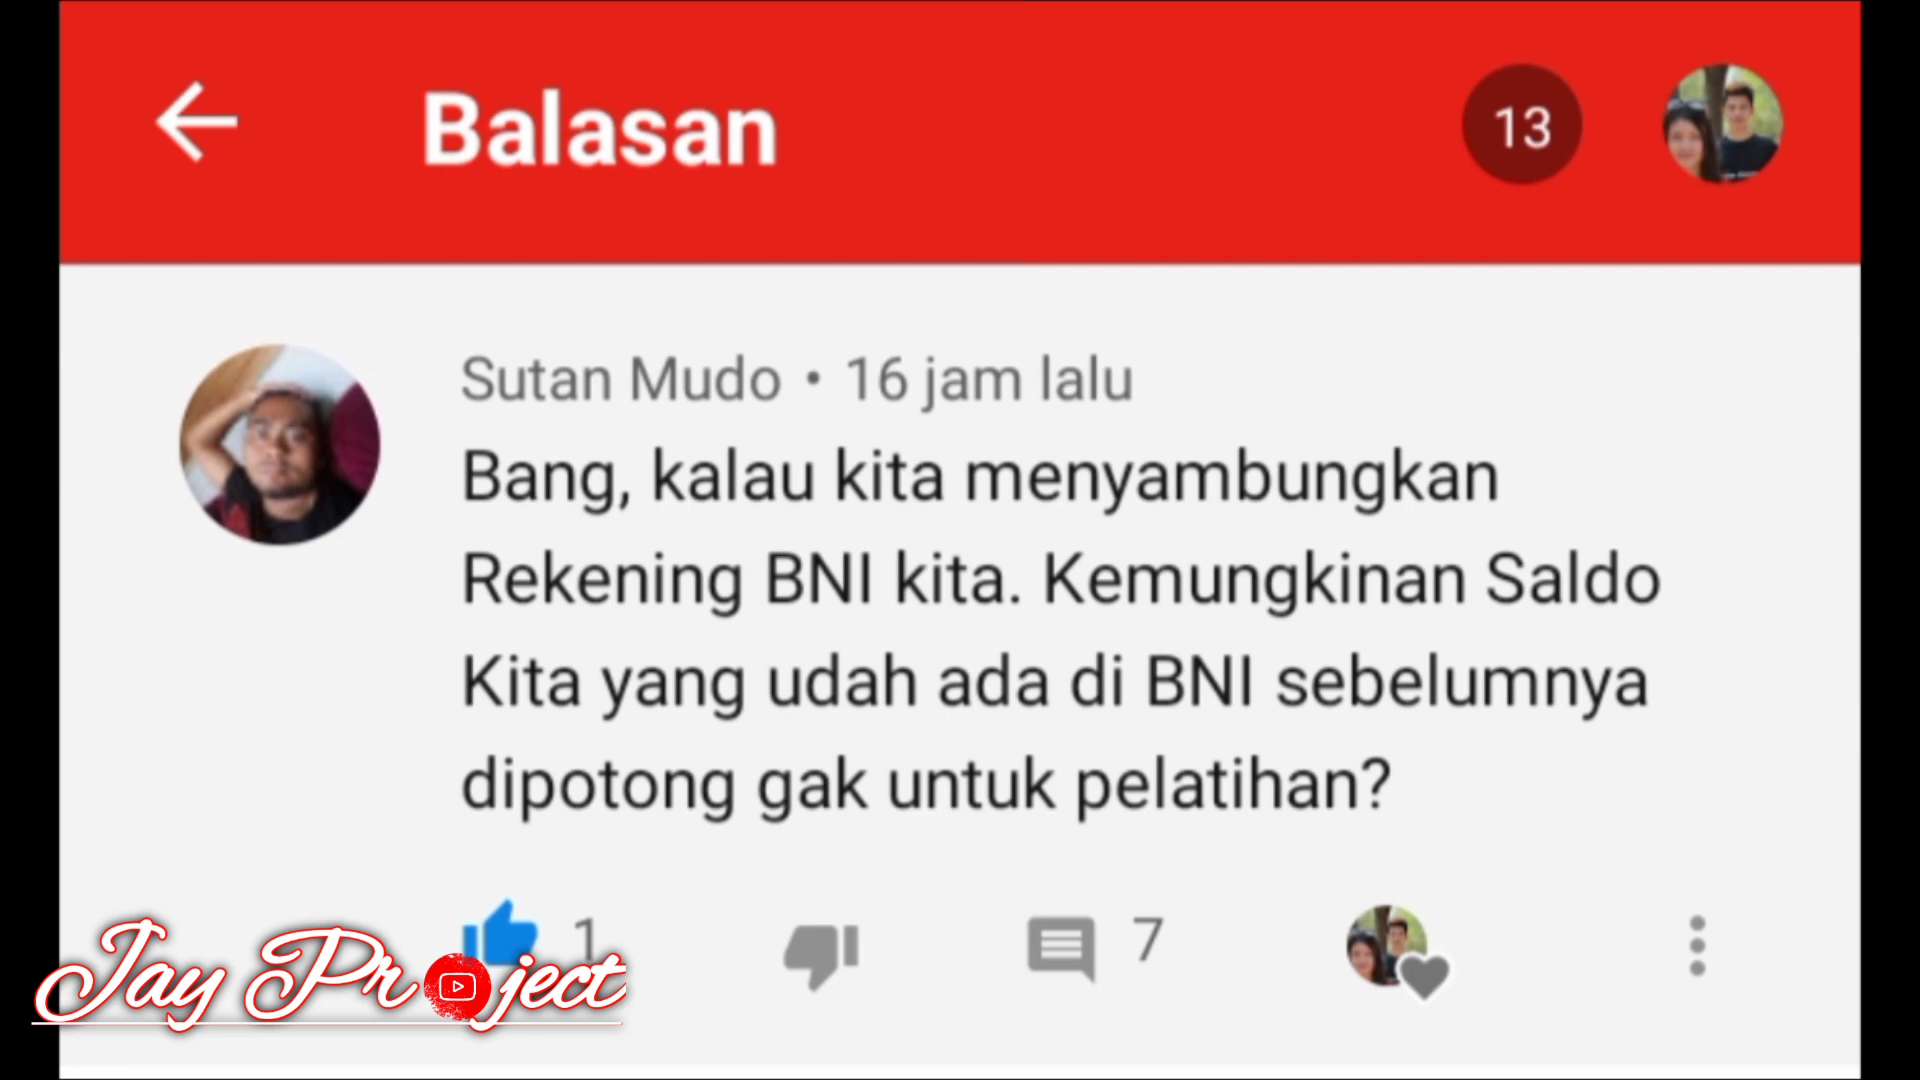 Balasan
13
Sutan Mudo • 16 jam lalu
Bang, kalau kita menyambungkan
Rekening BNI kita. Kemungkinan Saldo
Kita yang udah ada di BNI sebelumnya
dipotong gak untuk pelatihan?
1
7
Jay Project